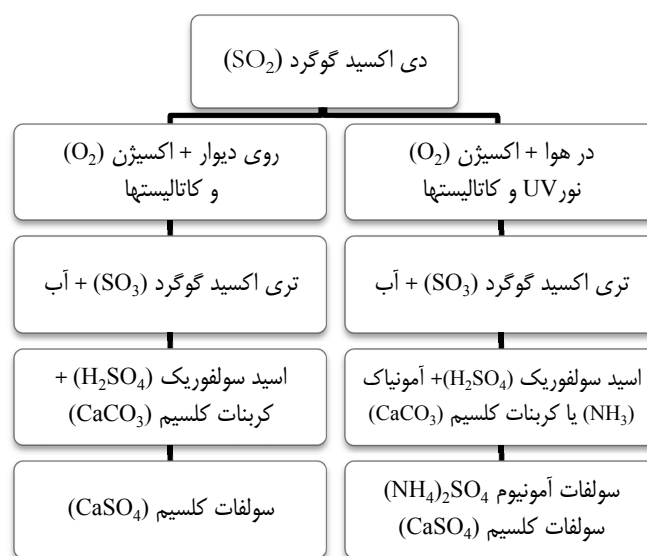 دی اکسید گوگرد (SO₂)
در هوا + اکسیژن (O₂)
نورUV و کاتالیستها
روی دیوار + اکسیژن (O₂)
و کاتالیستها
تری اکسید گوگرد (SO₃) + آب
تری اکسید گوگرد (SO₃) + آب
اسید سولفوریک (H₂SO₄)+ آمونیاک
(NH₃) یا کربنات کلسیم (CaCO₃)
اسید سولفوریک (H₂SO₄) +
کربنات کلسیم (CaCO₃)
سولفات آمونیوم (NH₄)₂SO₄
سولفات کلسیم (CaSO₄)
سولفات کلسیم (CaSO₄)